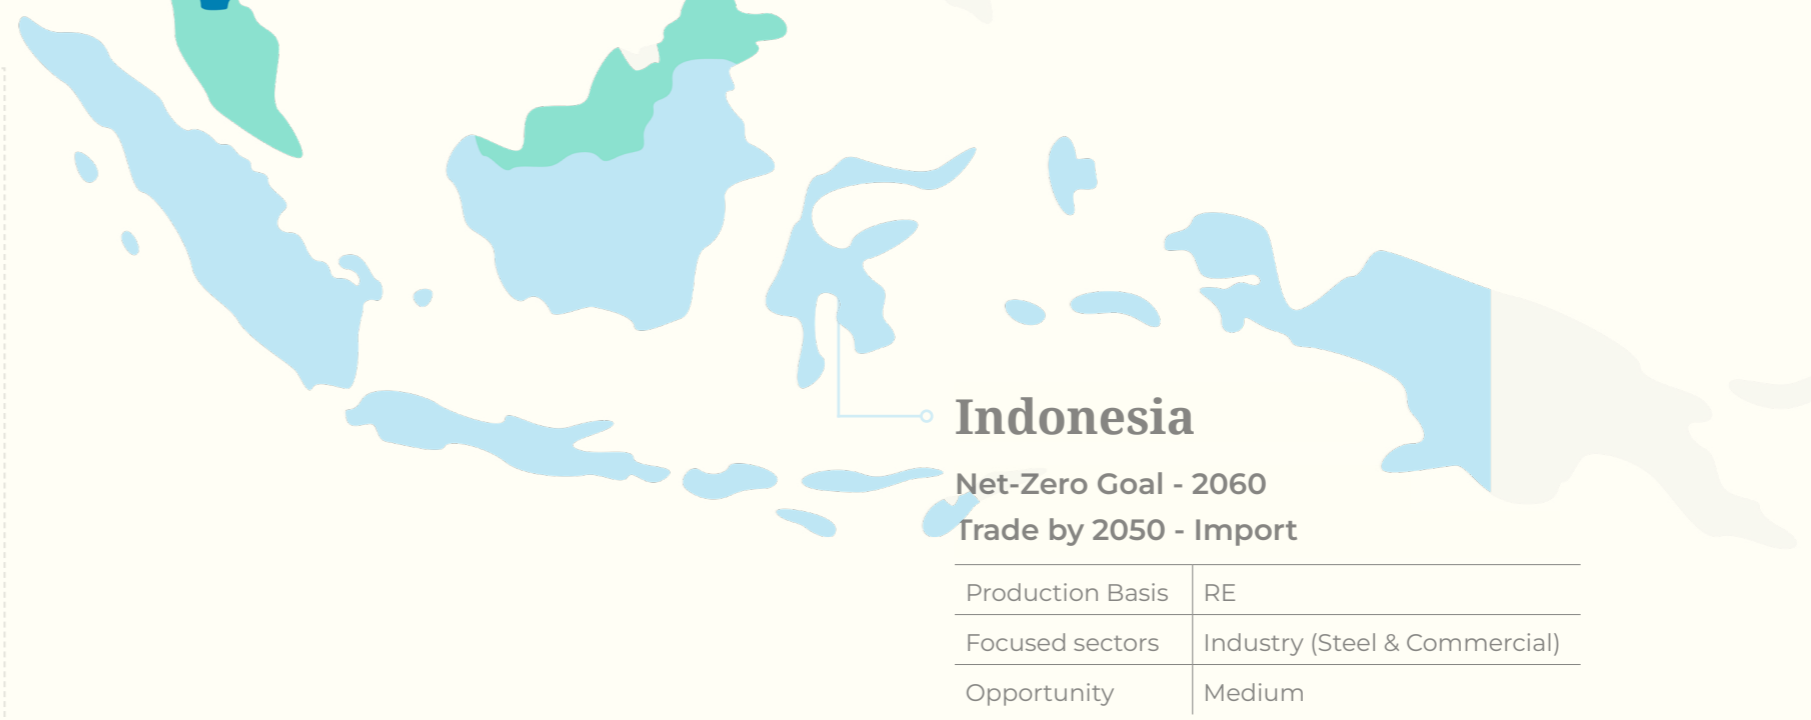 Indonesia
Net-Zero Goal - 2060
Trade by 2050 - Import
Production Basis RE
Focused sectors Industry (Steel & Commercial)
Opportunity Medium